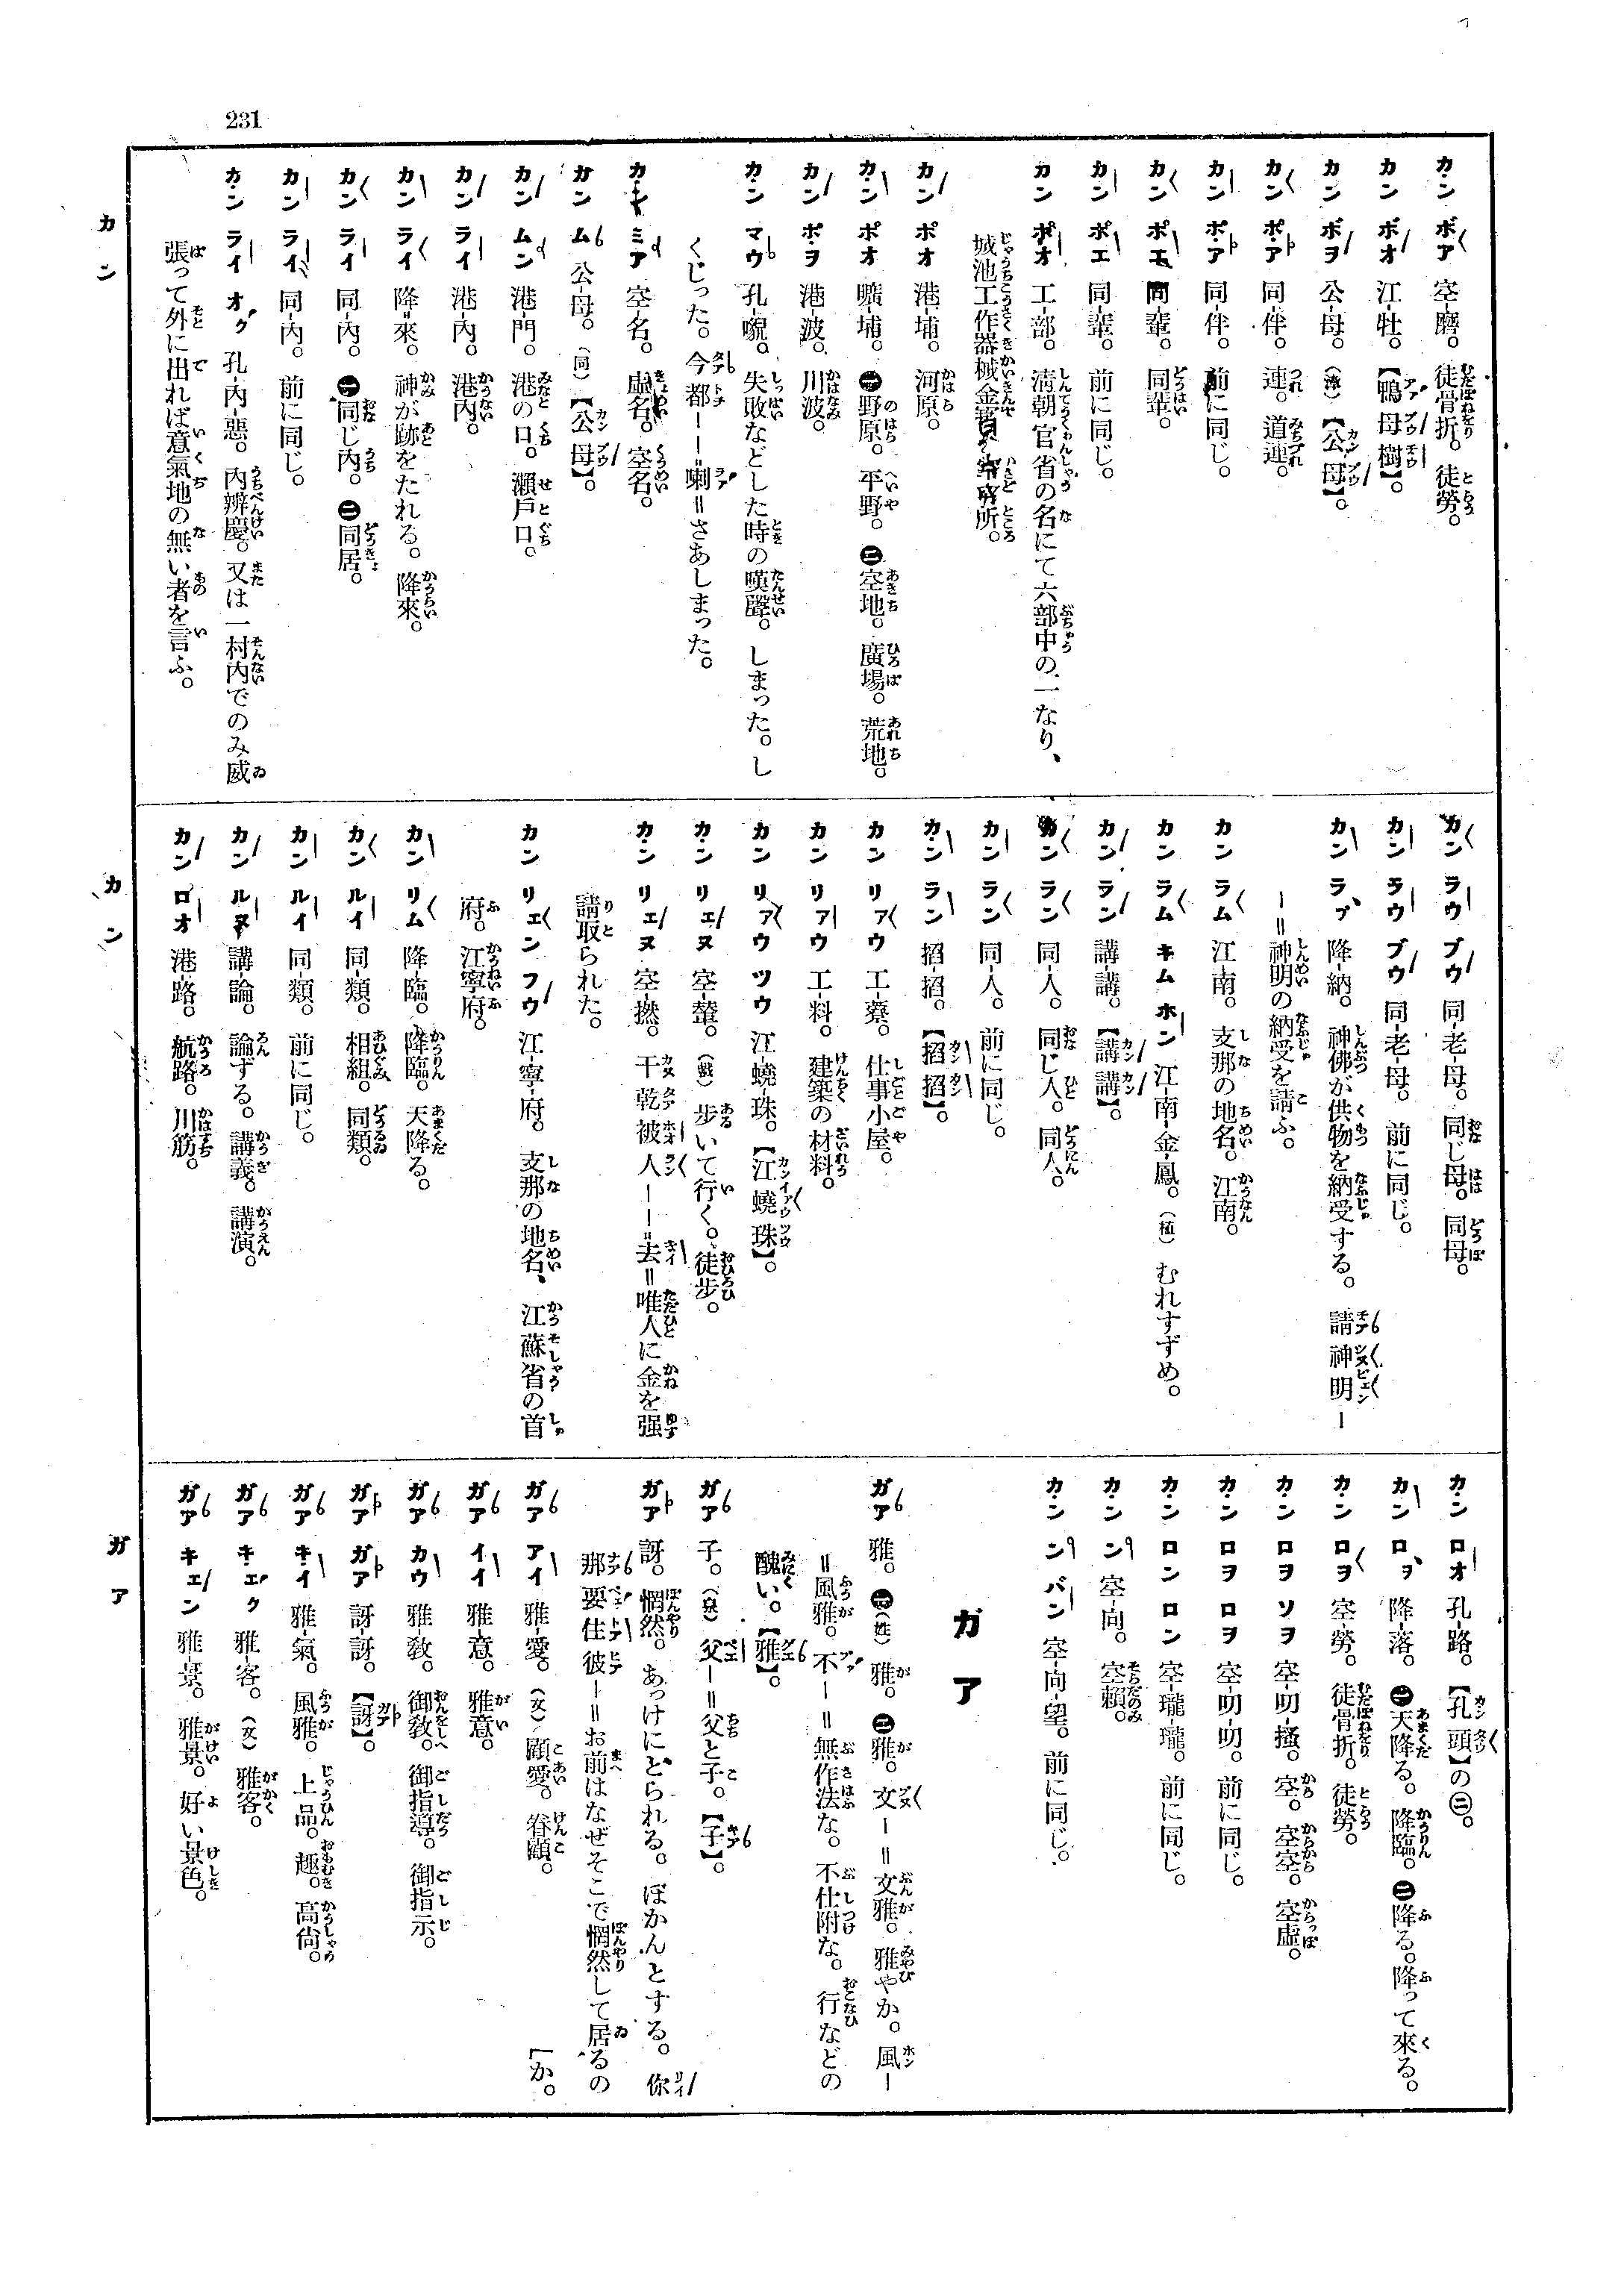 231
カン ボア 空-磨。 徒骨折。 徒勞。
カン ボオ 江-牡。 【鴨母樹】。
カン ボヲ 公-母。 (漳) 【公母】。
カン ポア 同-伴。 連。 道連。
カン ポア 同-伴。 前に同じ。
カン ポエ 同-輩。 同輩。
カン ポエ 同-輩。 前に同じ。
カン ポオ 工-部。 淸朝官省の名にて六部中の一なり、
城池工作器械金
所。
カン ポオ 港-埔。 河原。
カン ポオ 曠-埔。 ㊀野原。 平野。 ㊁空地。 廣場。 荒地。
カン ポヲ 港-波。 川波。
カン マウ 孔-貌。 失敗などした時の嘆聲。 しまった。し
くじった。 今都――=喇=さあしまった。
カン ミア 空-名。 虛名。 空名。
カン ム 公-母。 (同) 【公母】。
カン ムン 港-門。 港の口。 瀨戶口。
カン ライ 港-內。 港內。
カン ライ 降=來。 神が跡をたれる。 降來。
カン ライ 同-內。 ㊀同じ內。 ㊁同居。
カン ライ 同-內。 前に同じ。
カン ライ オク 孔-內-惡。 內辨慶。 又は一村內でのみ威
張って外に出れば意氣地の無い者を言ふ。
カン
カン ラウ ブウ 同-老-母。 同じ母。 同母。
カン ラウ ブウ 同-老-母。 前に同じ。
カン ラプ 降-納。 神佛が供物を納受する。 請神明―
―=神明の納受を請ふ。
カン ラム 江-南。 支那の地名。 江南。
カン ラム キム ホン 江-南-金-鳳。 (植) むれすずめ。
カン ラン 講-講。 【講講】。
カン ラン 同-人。 同じ人。 同人。
カン ラン 同-人。 前に同じ。
カン ラン 掐-掐。 【掐掐】。
カン リァウ 工-寮。 仕事小屋。
カン リァウ 工-料。 建築の材料。
カン リァウ ツウ 江-蟯-珠。 【江蟯珠】。
カン リェヌ 空-輦。 (戲) 步いて行く。 徒步。
カン リェヌ 空-撚。 干乾被人――=去=唯人に金を强
請取られた。
カン リェン フウ 江-寧-府。 支那の地名、江蘇省の首
府。 江寧府。
カン リム 降-臨。 降臨。 天降る。
カン ルイ 同-類。 相組。 同類。
カン ルイ 同-類。 前に同じ。
カン ルヌ 講-論。 論ずる。 講義。 講演。
カン ロオ 港-路。 航路。 川筋。
カン
カン ロオ 孔-路。 【孔頭】の㊁。
カン ロヲ 降-落。 ㊀天降る。 降臨。 ㊁降る。降って來る。
カン ロヲ 空-勞。 徒骨折。 徒勞。
カン ロヲ ソヲ 空-叨-搔。 空。 空空。 空虛。
カン ロヲ ロヲ 空-叨-叨。 前に同じ。
カン ロン ロン 空-瓏-瓏。 前に同じ。
カン ン 空-向。 空賴。
カン ン バン 空-向-望。 前に同じ。
ガア
ガア 雅。 ㊀(姓) 雅。 ㊁雅。 文―=文雅。 雅やか。 風―
=風雅。 不―=無作法な。 不仕附な。 行などの
醜い。 【雅】。
ガア 子。 (泉) 父―=父と子。 【子】。
ガア 訝。 惘然。 あっけにとられる。 ぽかんとする。 你
那要住彼―=お前はなぜそこで惘然して居るの
「か。
ガア アイ 雅-愛。 (文) 顧愛。 眷顧。
ガア イイ 雅-意。 雅意。
ガア カウ 雅敎。 御敎。 御指導。 御指示。
ガア ガア 訝-訝。 【訝】。
ガア キイ 雅-氣。 風雅。 上品。 趣。 高尙。
ガア キェク 雅-客。 (文) 雅客。
ガア キェン 雅-景。 雅景。 好い景色。
ガア